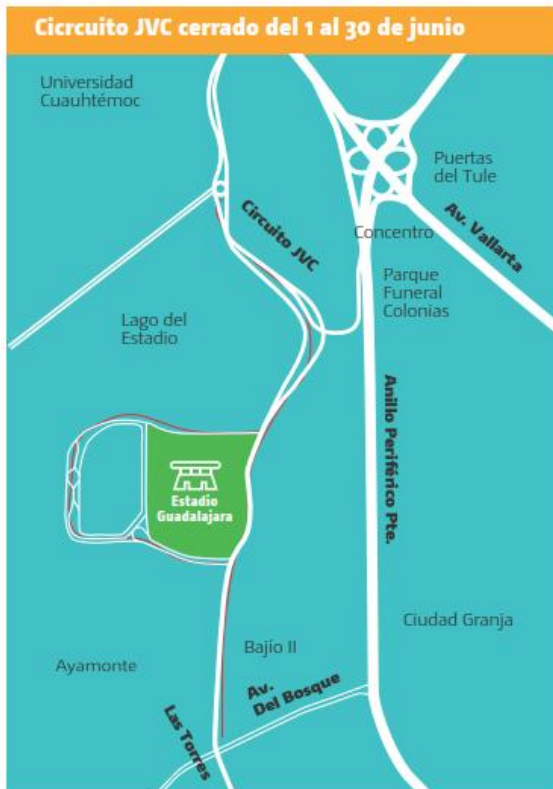 Cicrcuito JVC cerrado del 1 al 30 de junio
Universidad
Cuauhtémoc
Puertas
del Tule
Circuito JVC
Concentro
Av. Vallarta
Parque
Funeral
Colonias
Lago del
Estadio
Anillo Periférico Pte.
Estadio
Guadalajara
Ciudad Granja
Bajío II
Ayamonte
Av.
Del Bosque
Las Torres